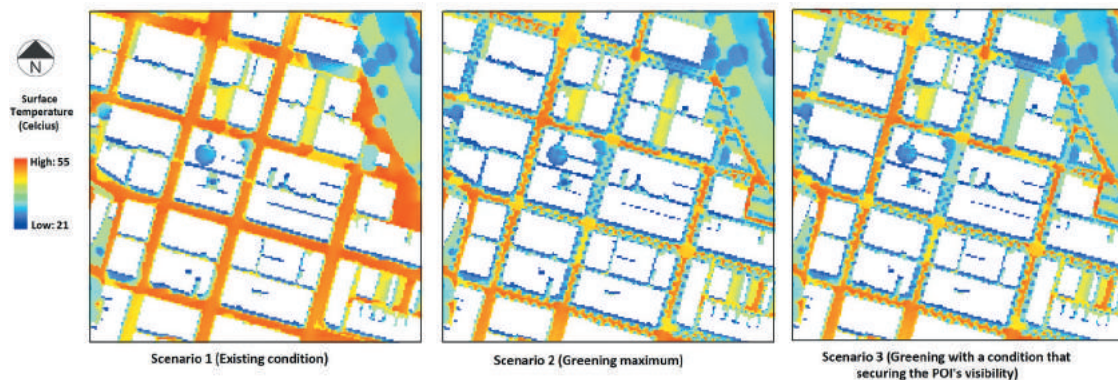 N
Surface
Temperature
(Celcius)
High: 55
Low: 21
Scenario 1 (Existing condition)
Scenario 2 (Greening maximum)
Scenario 3 (Greening with a condition that
securing the POI's visibility)